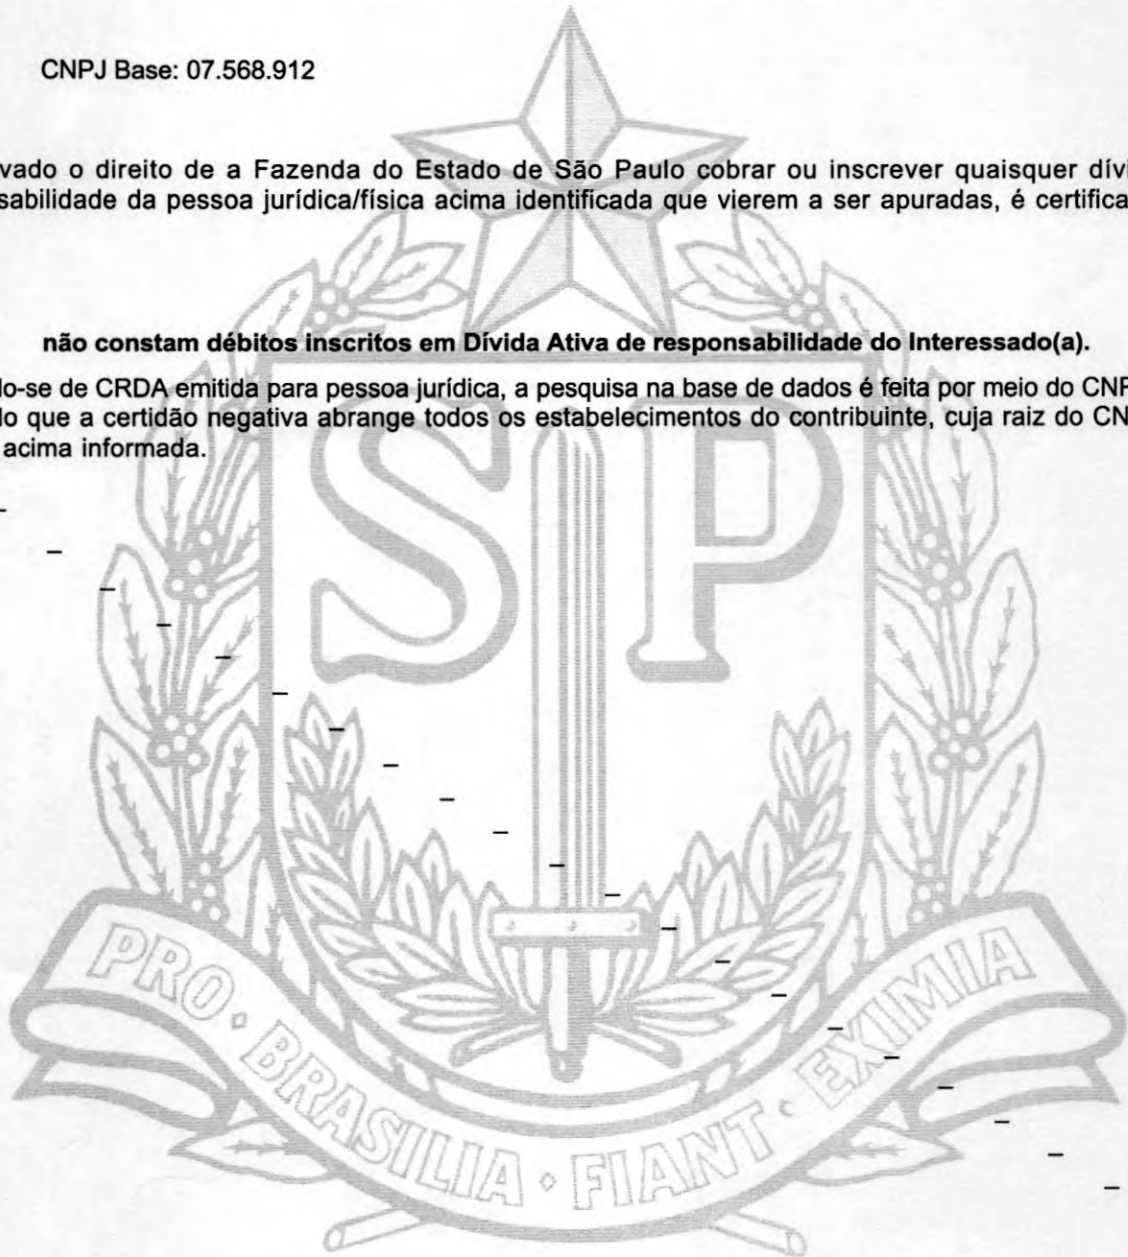 CNPJ Base: 07.568.912
vado o direito de a Fazenda do Estado de São Paulo cobrar ou inscrever quaisquer dívi
sabilidade da pessoa jurídica/física acima identificada que vierem a ser apuradas, é certifica
não constam débitos inscritos em Dívida Ativa de responsabilidade do Interessado(a).
lo-se de CRDA emitida para pessoa jurídica, a pesquisa na base de dados é feita por meio do CNP
lo que a certidão negativa abrange todos os estabelecimentos do contribuinte, cuja raiz do CN
acima informada.
SP
PRO · BRASILIA · FIANT · EXIMIA